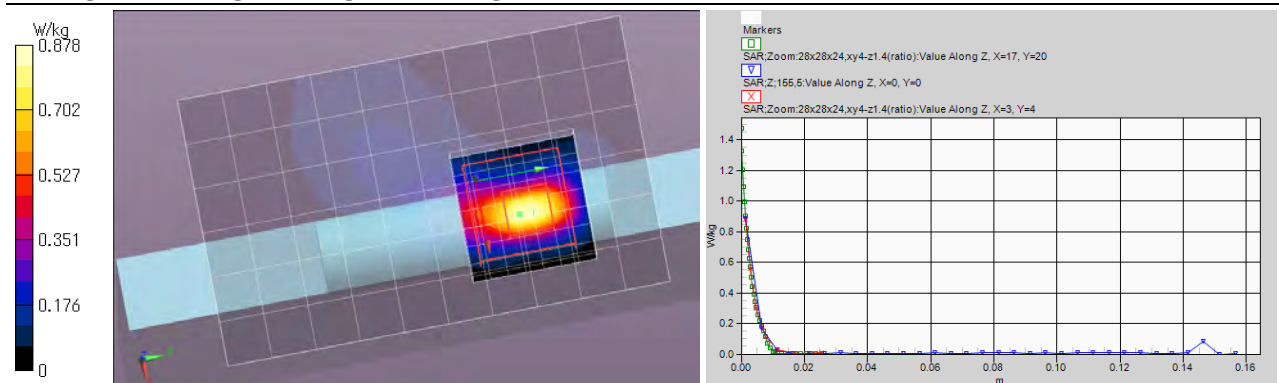 W/kg
0.878
0.702
0.527
0.351
0.176
0
Markers
SAR;Zoom:28x28x24,xy4-z1.4(ratio):Value Along Z, X=17, Y=20
SAR;Z;155,5:Value Along Z, X=0, Y=0
SAR;Zoom:28x28x24,xy4-z1.4(ratio):Value Along Z, X=3, Y=4
1.4
1.2
1.0
0.8
0.6
0.4
0.2
0.0
W/kg
0.00 0.02 0.04 0.06 0.08 0.10 0.12 0.14 0.16
m